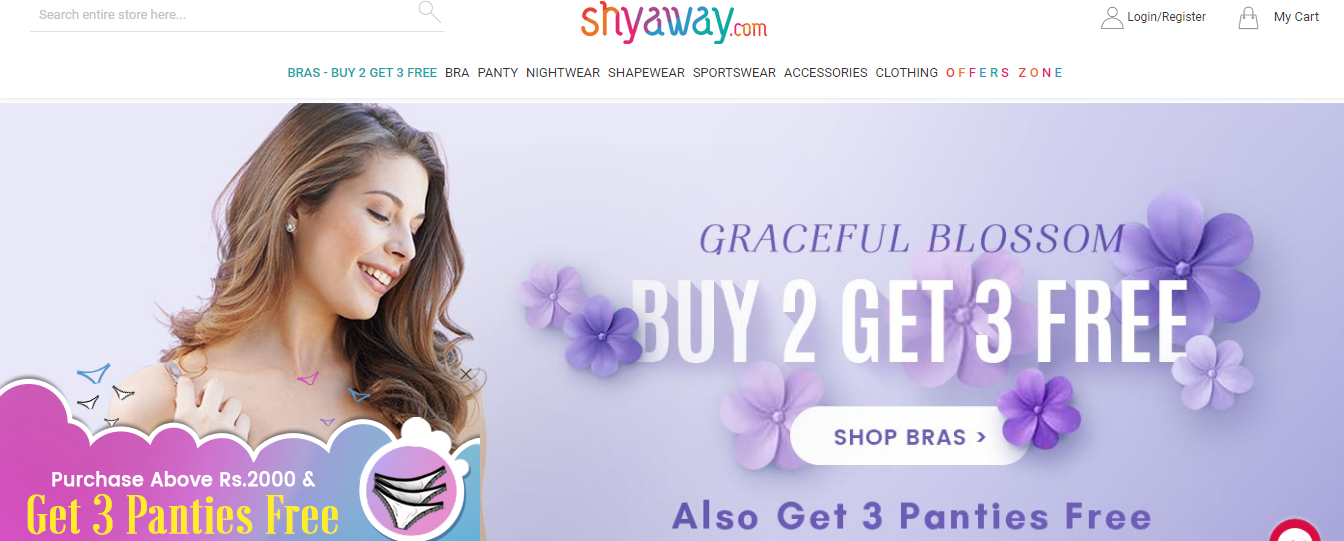 Search entire store here...
shyaway.com
Login/Register
My Cart
BRAS - BUY 2 GET 3 FREE BRA PANTY NIGHTWEAR SHAPEWEAR SPORTSWEAR ACCESSORIES CLOTHING OFFERS ZONE
GRACEFUL BLOSSOM
BUY 2 GET 3 FREE
SHOP BRAS >
Also Get 3 Panties Free
Purchase Above Rs.2000 &
Get 3 Panties Free